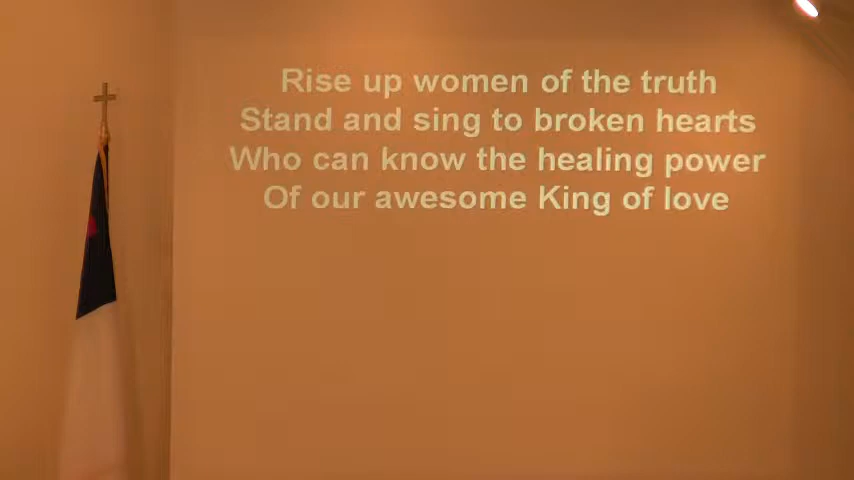 Rise up women of the truth
Stand and sing to broken hearts
Who can know the healing power
Of our awesome King of love